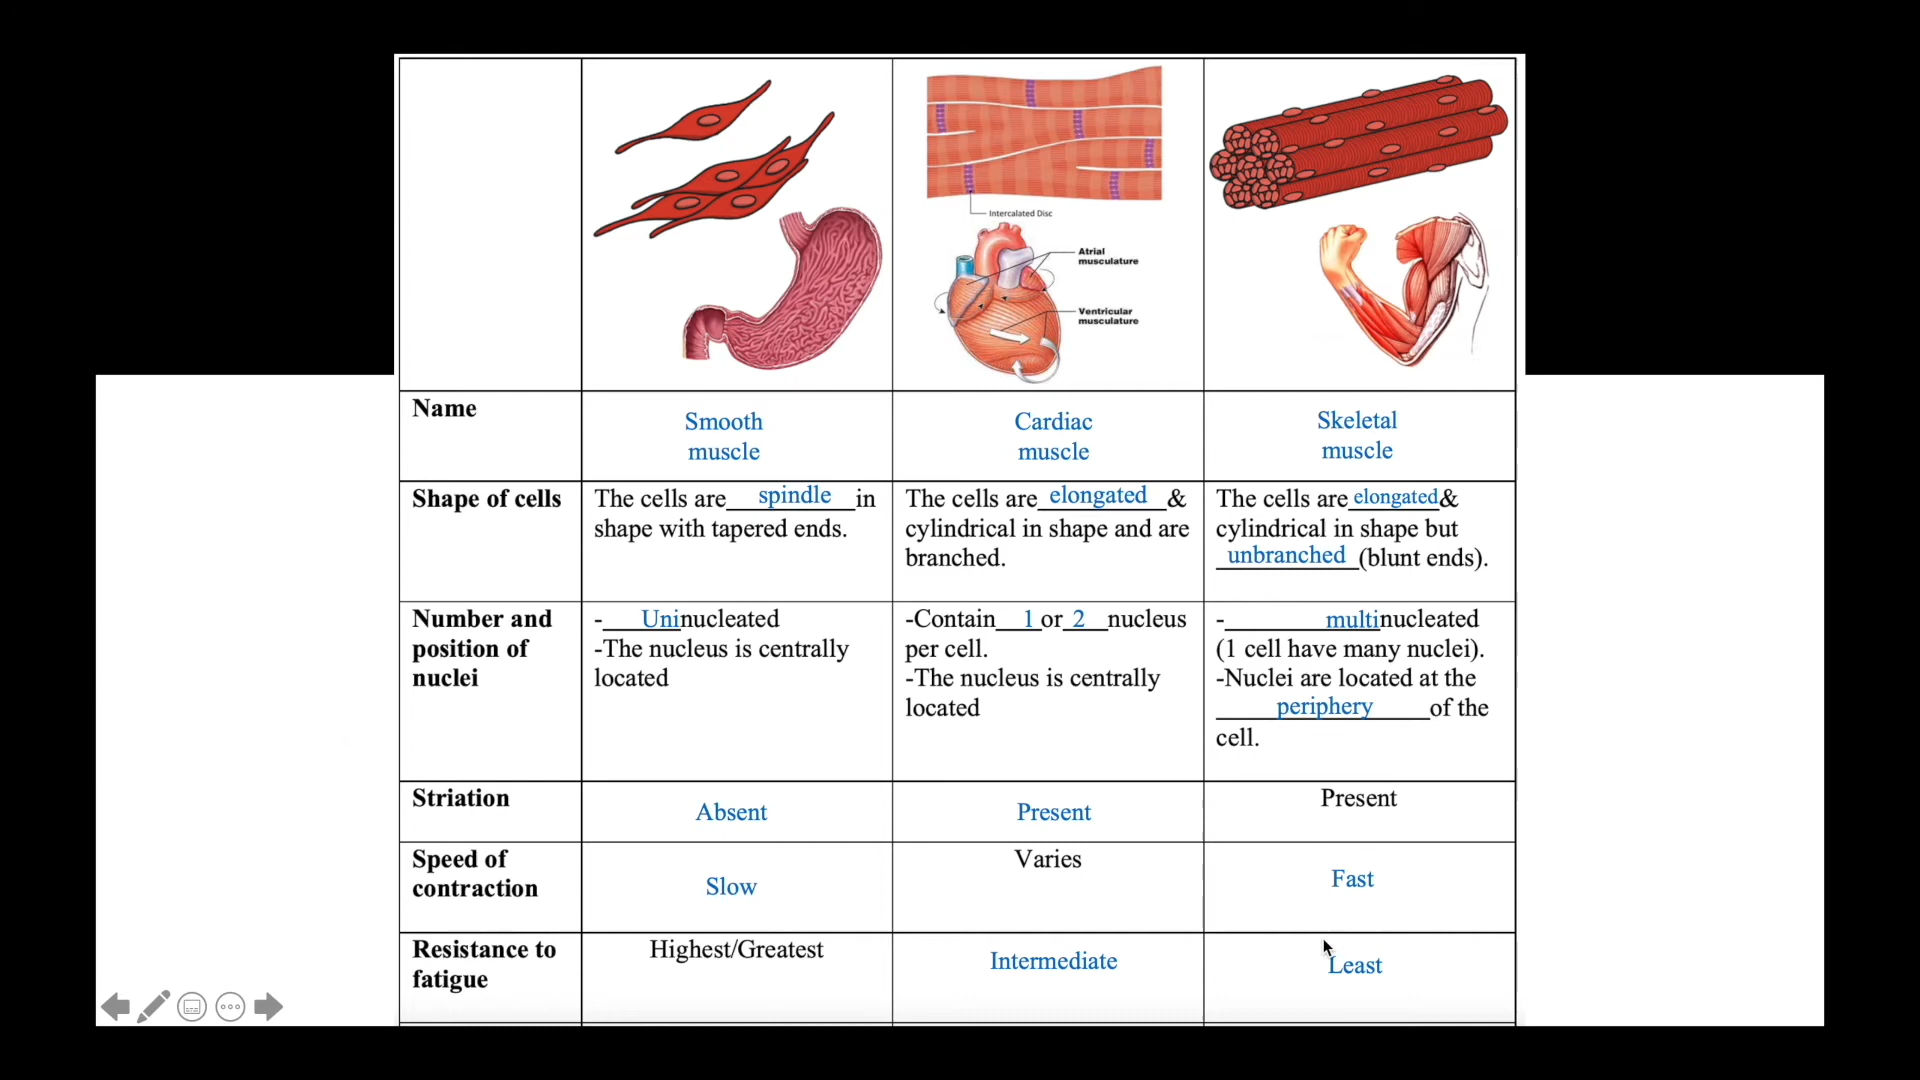 Intercalated Disc
Atrial
musculature
Ventricular
musculature
Name
Smooth
muscle
Cardiac
muscle
Skeletal
muscle
Shape of cells
The cells are spindle in
shape with tapered ends.
The cells are elongated &
cylindrical in shape and are
branched.
The cells are elongated &
cylindrical in shape but
unbranched (blunt ends).
Number and
position of
nuclei
-Uninucleated
-The nucleus is centrally
located
-Contain 1 or 2 nucleus
per cell.
-The nucleus is centrally
located
-multinucleated
(1 cell have many nuclei).
-Nuclei are located at the
periphery of the
cell.
Striation
Absent
Present
Present
Speed of
contraction
Slow
Varies
Fast
Resistance to
fatigue
Highest/Greatest
Intermediate
Least